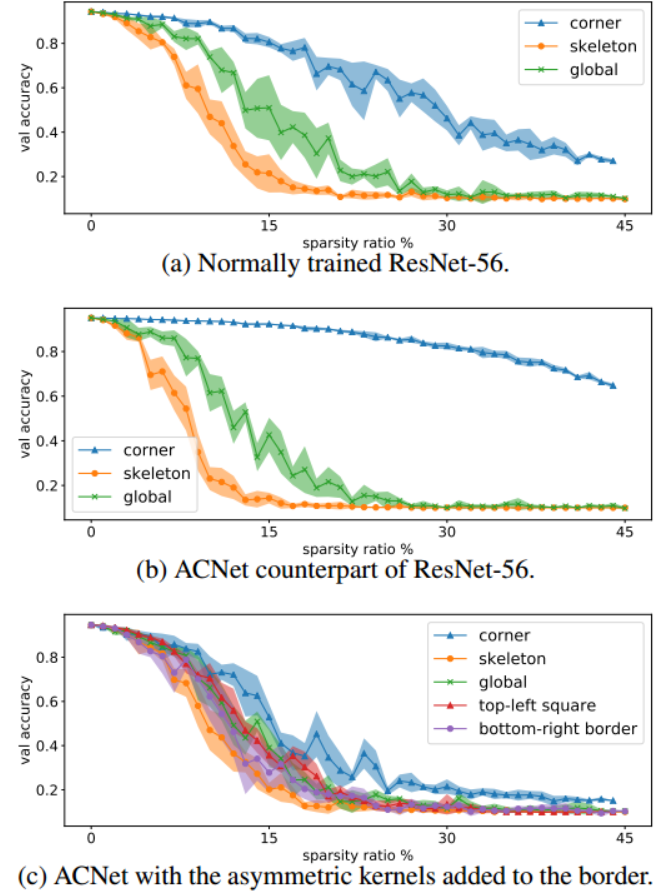 0.8
0.6
0.4
0.2
val accuracy
corner
skeleton
global
0
15
30
45
sparsity ratio %
(a) Normally trained ResNet-56.
0.8
0.6
0.4
0.2
val accuracy
corner
skeleton
global
0
15
30
45
sparsity ratio %
(b) ACNet counterpart of ResNet-56.
0.8
0.6
0.4
0.2
val accuracy
corner
skeleton
global
top-left square
bottom-right border
0
15
30
45
sparsity ratio %
(c) ACNet with the asymmetric kernels added to the border.